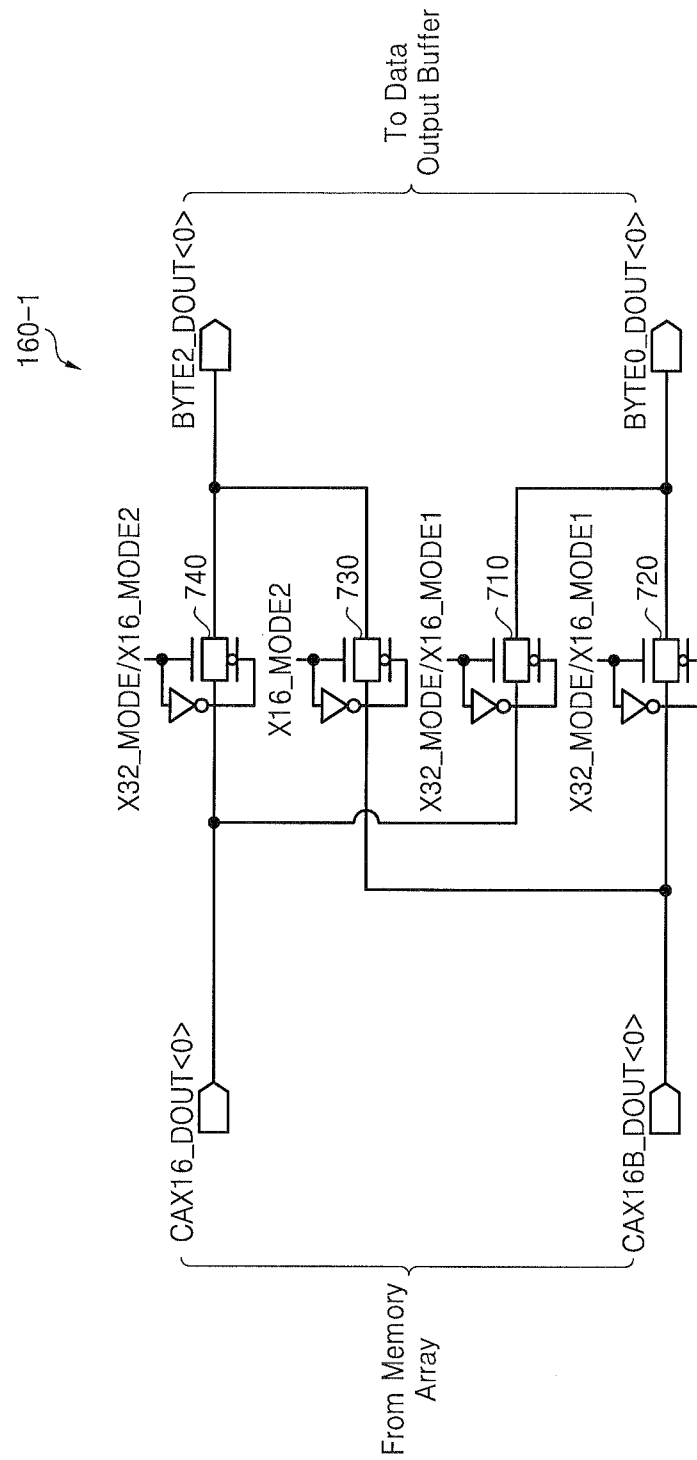 160-1
From Memory
Array
CAX16_DOUT<0>
CAX16B_DOUT<0>
X32_MODE/X16_MODE2
740
X16_MODE2
730
X32_MODE/X16_MODE1
710
X32_MODE/X16_MODE1
720
BYTE2_DOUT<0>
BYTE0_DOUT<0>
To Data
Output Buffer